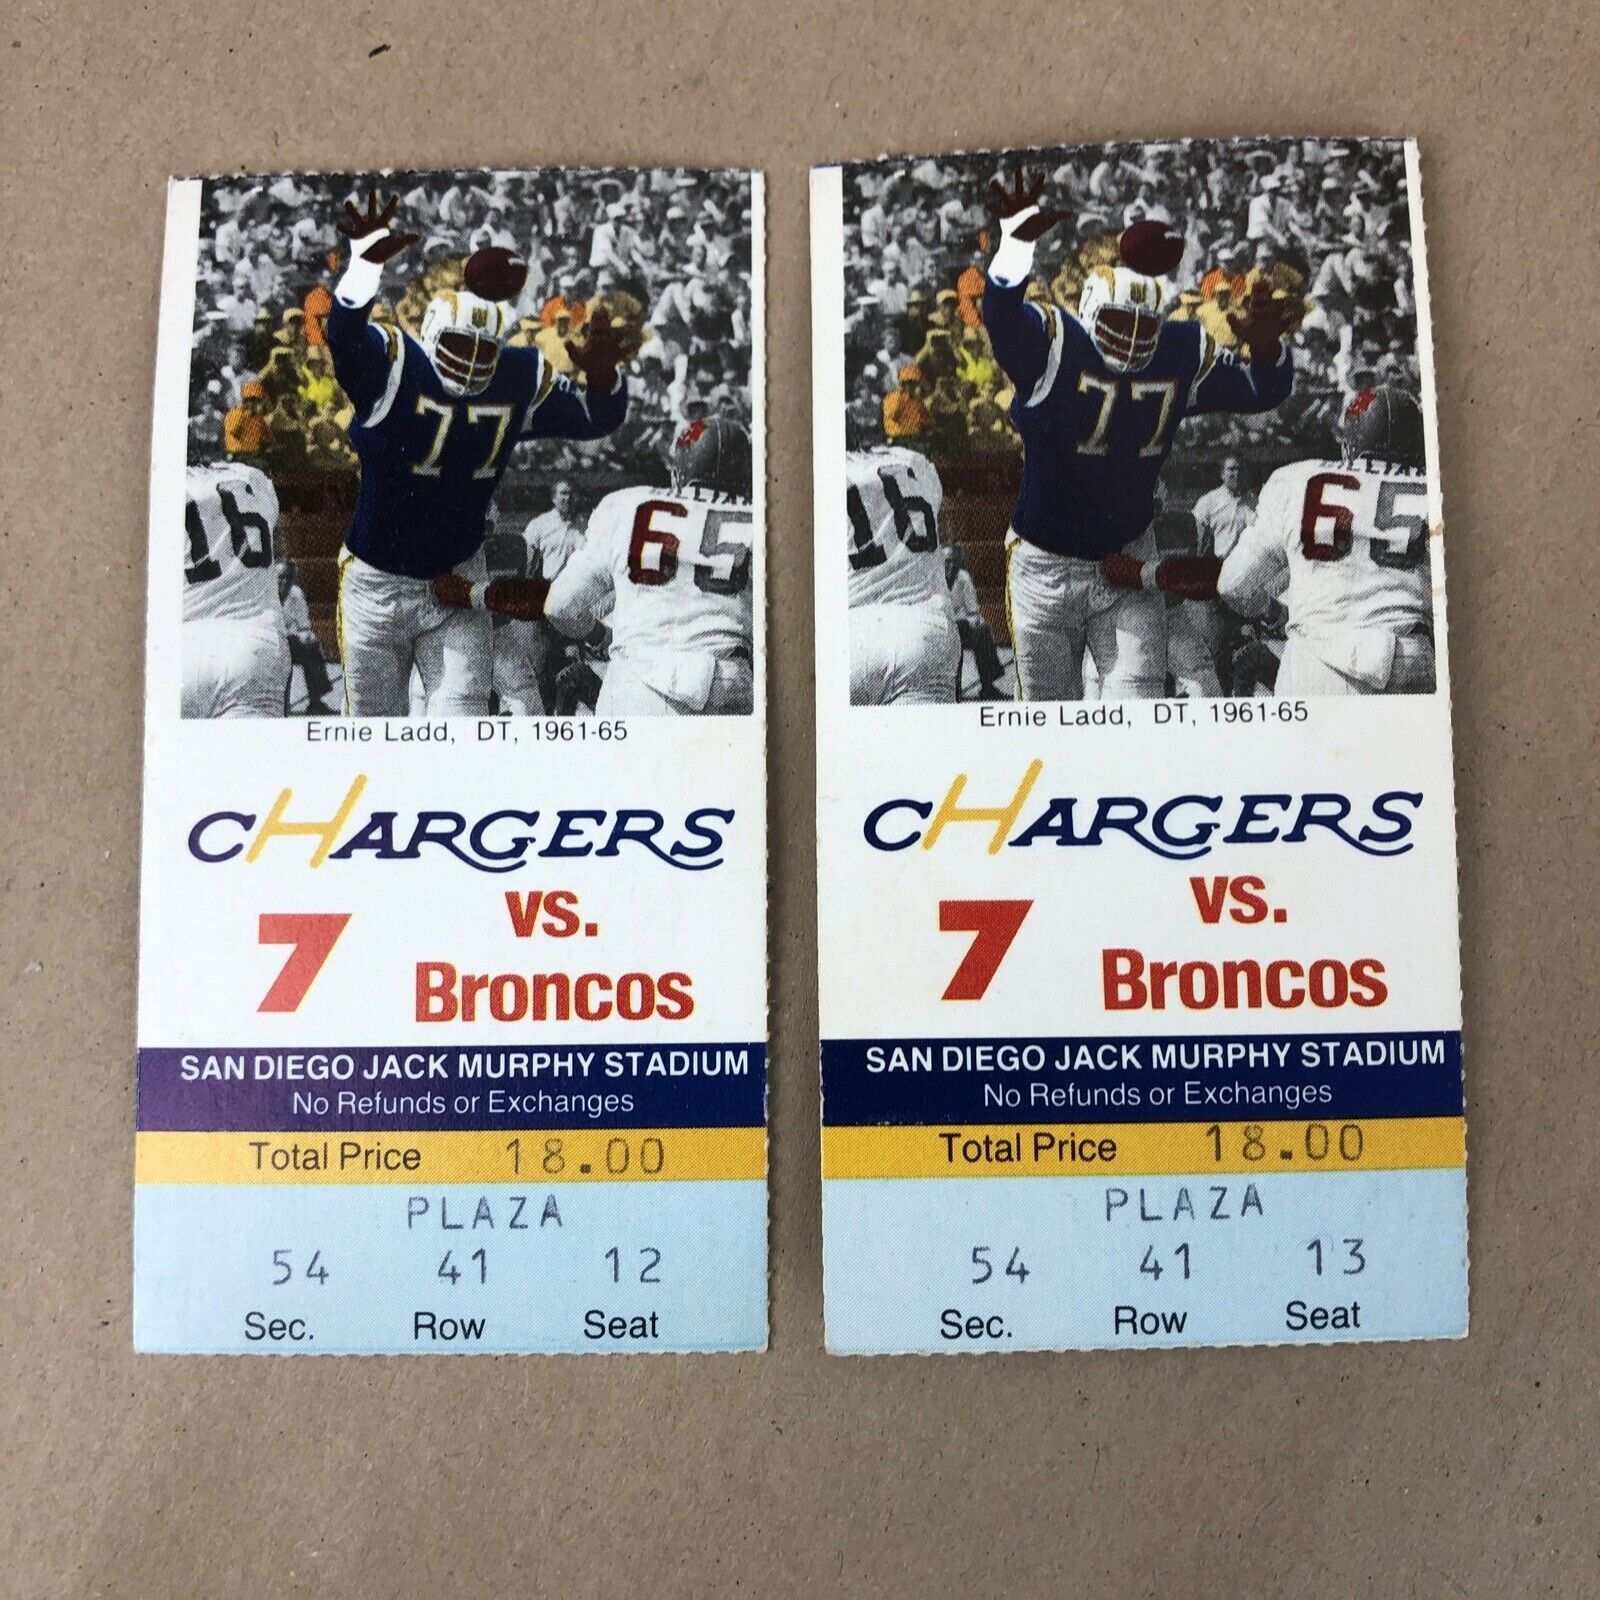 77
16
65
Ernie Ladd, DT, 1961-65
CHARGERS
7 vs.
Broncos
SAN DIEGO JACK MURPHY STADIUM
No Refunds or Exchanges
Total Price 18.00
PLAZA
54 41 12
Sec. Row Seat
77
16
65
Ernie Ladd, DT, 1961-65
CHARGERS
7 vs.
Broncos
SAN DIEGO JACK MURPHY STADIUM
No Refunds or Exchanges
Total Price 18.00
PLAZA
54 41 13
Sec. Row Seat